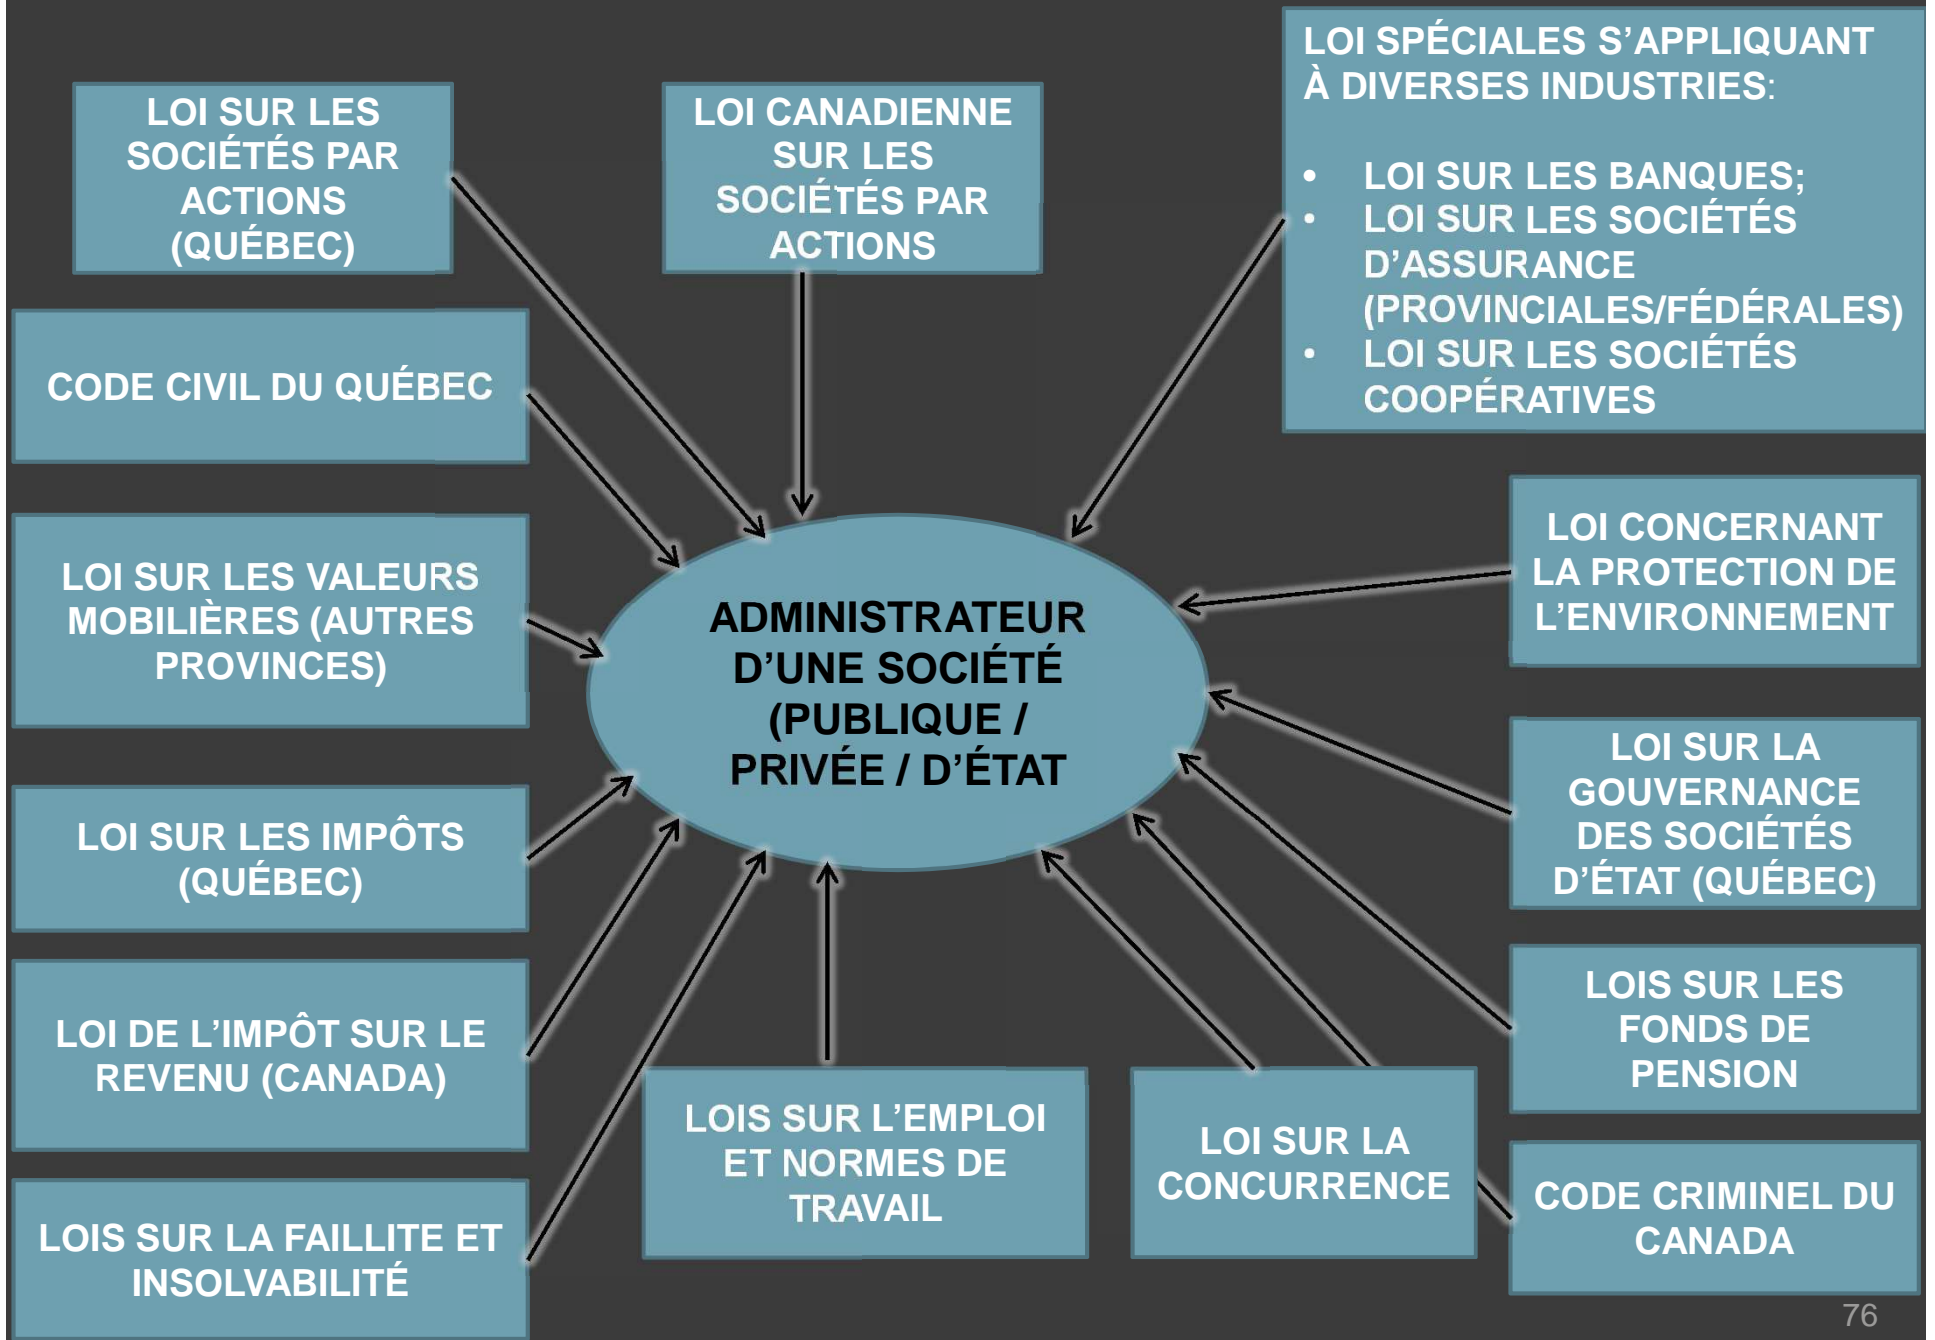 LOI SUR LES
SOCIÉTÉS PAR
ACTIONS
(QUÉBEC)
LOI CANADIENNE
SUR LES
SOCIÉTÉS PAR
ACTIONS
LOI SPÉCIALES S’APPLIQUANT
À DIVERSES INDUSTRIES:
• LOI SUR LES BANQUES;
• LOI SUR LES SOCIÉTÉS
D’ASSURANCE
(PROVINCIALES/FÉDÉRALES)
• LOI SUR LES SOCIÉTÉS
COOPÉRATIVES
CODE CIVIL DU QUÉBEC
LOI SUR LES VALEURS
MOBILIÈRES (AUTRES
PROVINCES)
LOI SUR LES IMPÔTS
(QUÉBEC)
LOI DE L’IMPÔT SUR LE
REVENU (CANADA)
LOIS SUR LA FAILLITE ET
INSOLVABILITÉ
ADMINISTRATEUR
D’UNE SOCIÉTÉ
(PUBLIQUE /
PRIVÉE / D’ÉTAT
LOIS SUR L’EMPLOI
ET NORMES DE
TRAVAIL
LOI SUR LA
CONCURRENCE
LOI CONCERNANT
LA PROTECTION DE
L’ENVIRONNEMENT
LOI SUR LA
GOUVERNANCE
DES SOCIÉTÉS
D’ÉTAT (QUÉBEC)
LOIS SUR LES
FONDS DE
PENSION
CODE CRIMINEL DU
CANADA
76